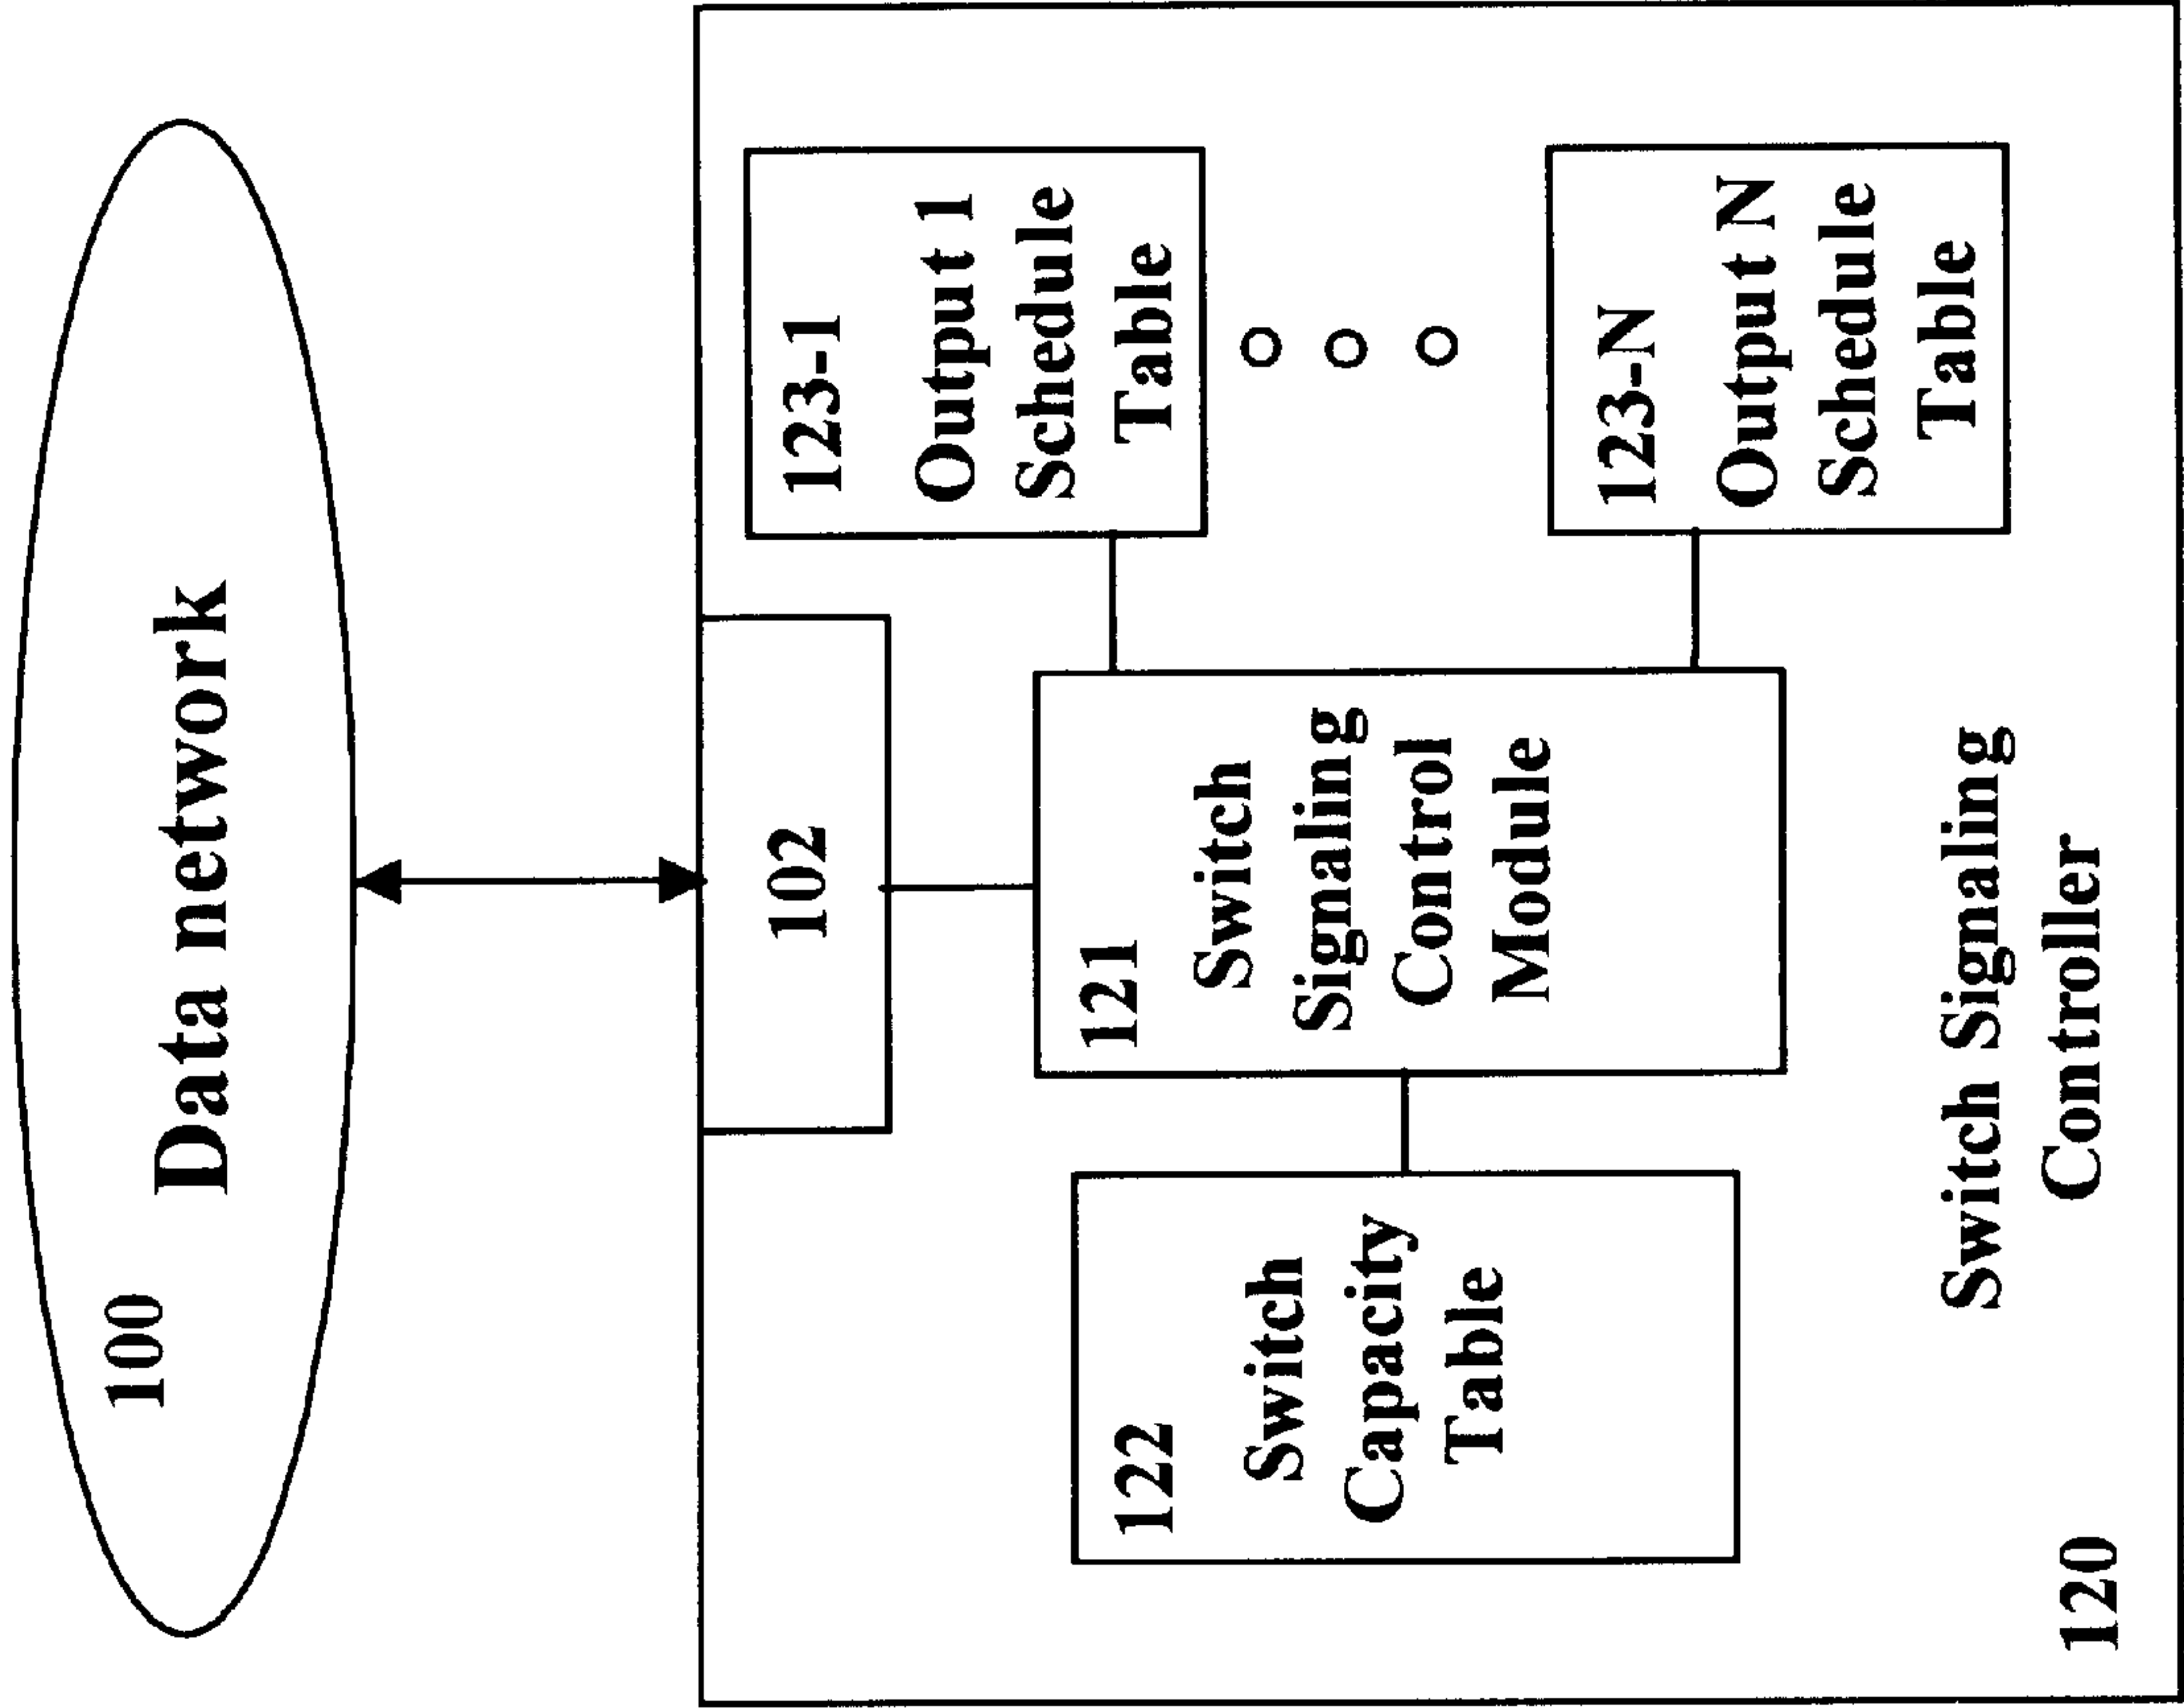 100
Data network
102
122
Switch
Capacity
Table
121
Switch
Signaling
Control
Module
123-1
Output 1
Schedule
Table
123-N
Output N
Schedule
Table
Switch Signaling
Controller
120